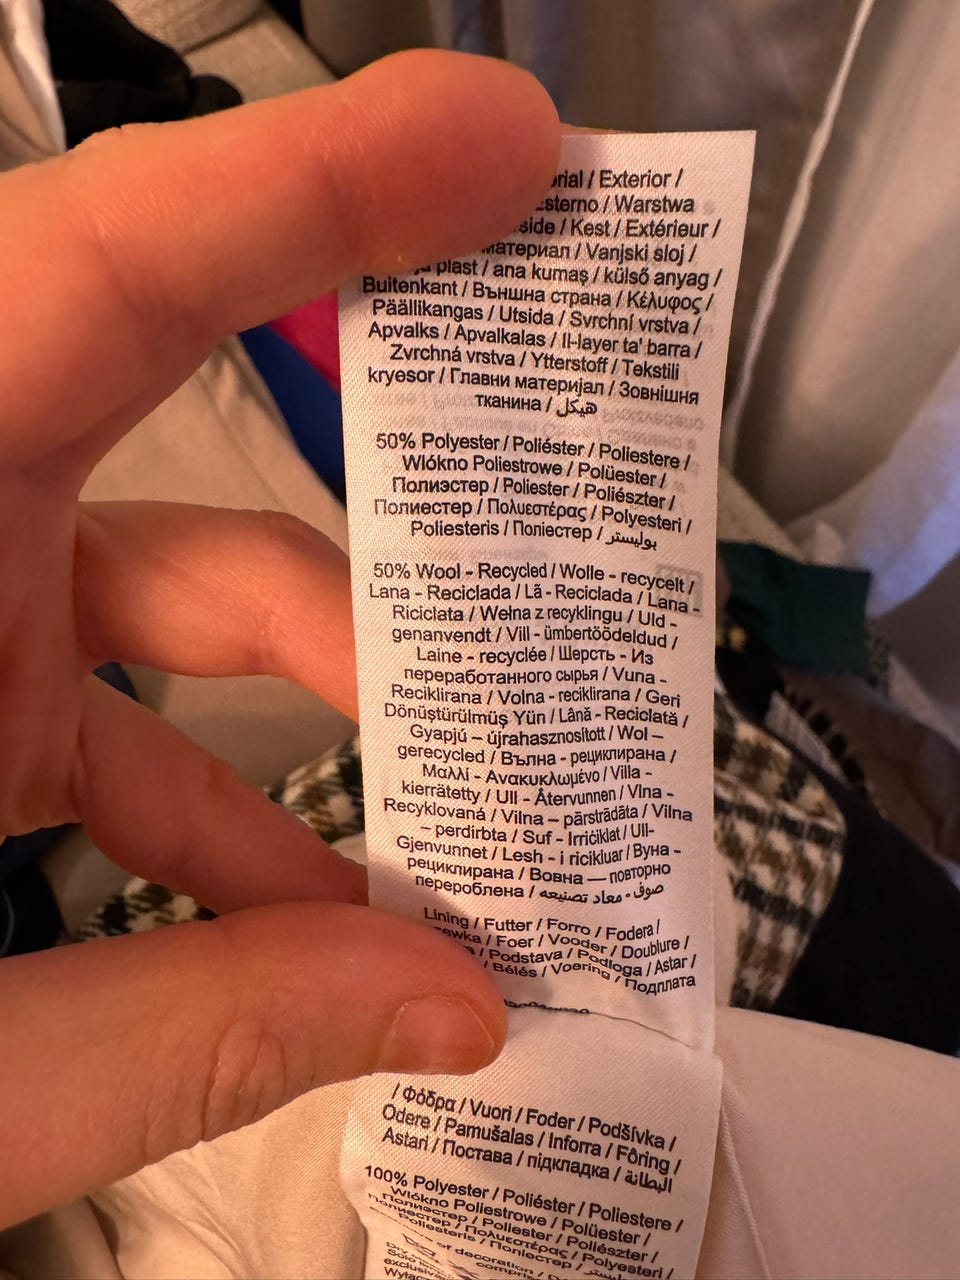 / Exterior /
/ Warstwa
/ Kest / Extérieur /
материал / Vanjski sloj /
plast / ana kumaş / külső anyag /
Buitenkant / Външна страна / Κέλυφος /
Päällikangas / Utsida / Svrchní vrstva /
Apvalks / Apvalkalas / Il-layer ta' barra /
Zvrchná vrstva / Ytterstoff / Tekstili
kryesor / Главни материјал / Зовнішня
тканина / هيكل
50% Polyester / Poliéster / Poliestere /
Wlókno Poliestrowe / Polüester /
Полиэстер / Poliester / Poliészter /
Полиестер / Πολυεστέρας / Polyesteri /
Poliesteris / Поліестер / بوليستر
50% Wool - Recycled / Wolle - recycelt /
Lana - Reciclada / Lã - Reciclada / Lana -
Riciclata / Wełna z recyklingu / Uld -
genanvendt / Vill - ümbertöödeldud /
Laine - recyclée / Шерсть - Из
переработанного сырья / Vuna -
Reciklirana / Volna - reciklirana / Geri
Dönüştürülmüş Yün / Lână - Reciclată /
Gyapjú – újrahasznosított / Wol –
gerecycled / Вълна - рециклирана /
Μαλλί - Ανακυκλωμένο / Villa -
kierrätetty / Ull - Återvunnen / Vlna -
Recyklovaná / Vilna – pārstrādāta / Vilna
– perdirbta / Suf - Irriċiklat / Ull-
Gjenvunnet / Lesh - i ricikluar / Вуна -
рециклирана / Вовна — повторно
перероблена / صوف - معاد تصنيعه
Lining / Futter / Forro / Fodera /
/ Foer / Vooder / Doublure /
/ Podstava / Podloga / Astar /
/ Bélés / Voering / Подплата
/ Φόδρα / Vuori / Foder / Podšívka /
Odere / Pamušalas / Inforra / Fôring /
Astari / Постава / підкладка / البطانة
100% Polyester / Poliéster / Poliestere /
Wlókno Poliestrowe / Polüester /
Полиэстер / Poliester / Poliészter /
Полиестер / Πολυεστέρας / Polyesteri /
Poliesteris / Поліестер / بوليستر
of decoration /